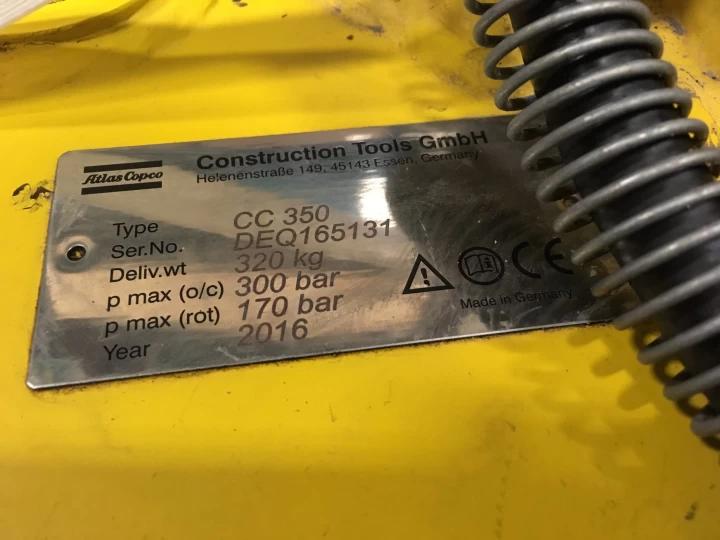 Atlas Copco
Construction Tools GmbH
Helenenstraße 149, 45143 Essen, Germany
Type CC 350
Ser.No. DEQ165131
Deliv.wt 320 kg
p max (o/c) 300 bar
p max (rot) 170 bar
Year 2016
CE
Made in Germany